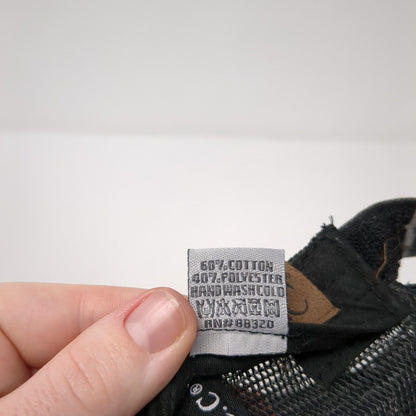 60% COTTON
40% POLYESTER
HAND WASH COLD
RN# 88320